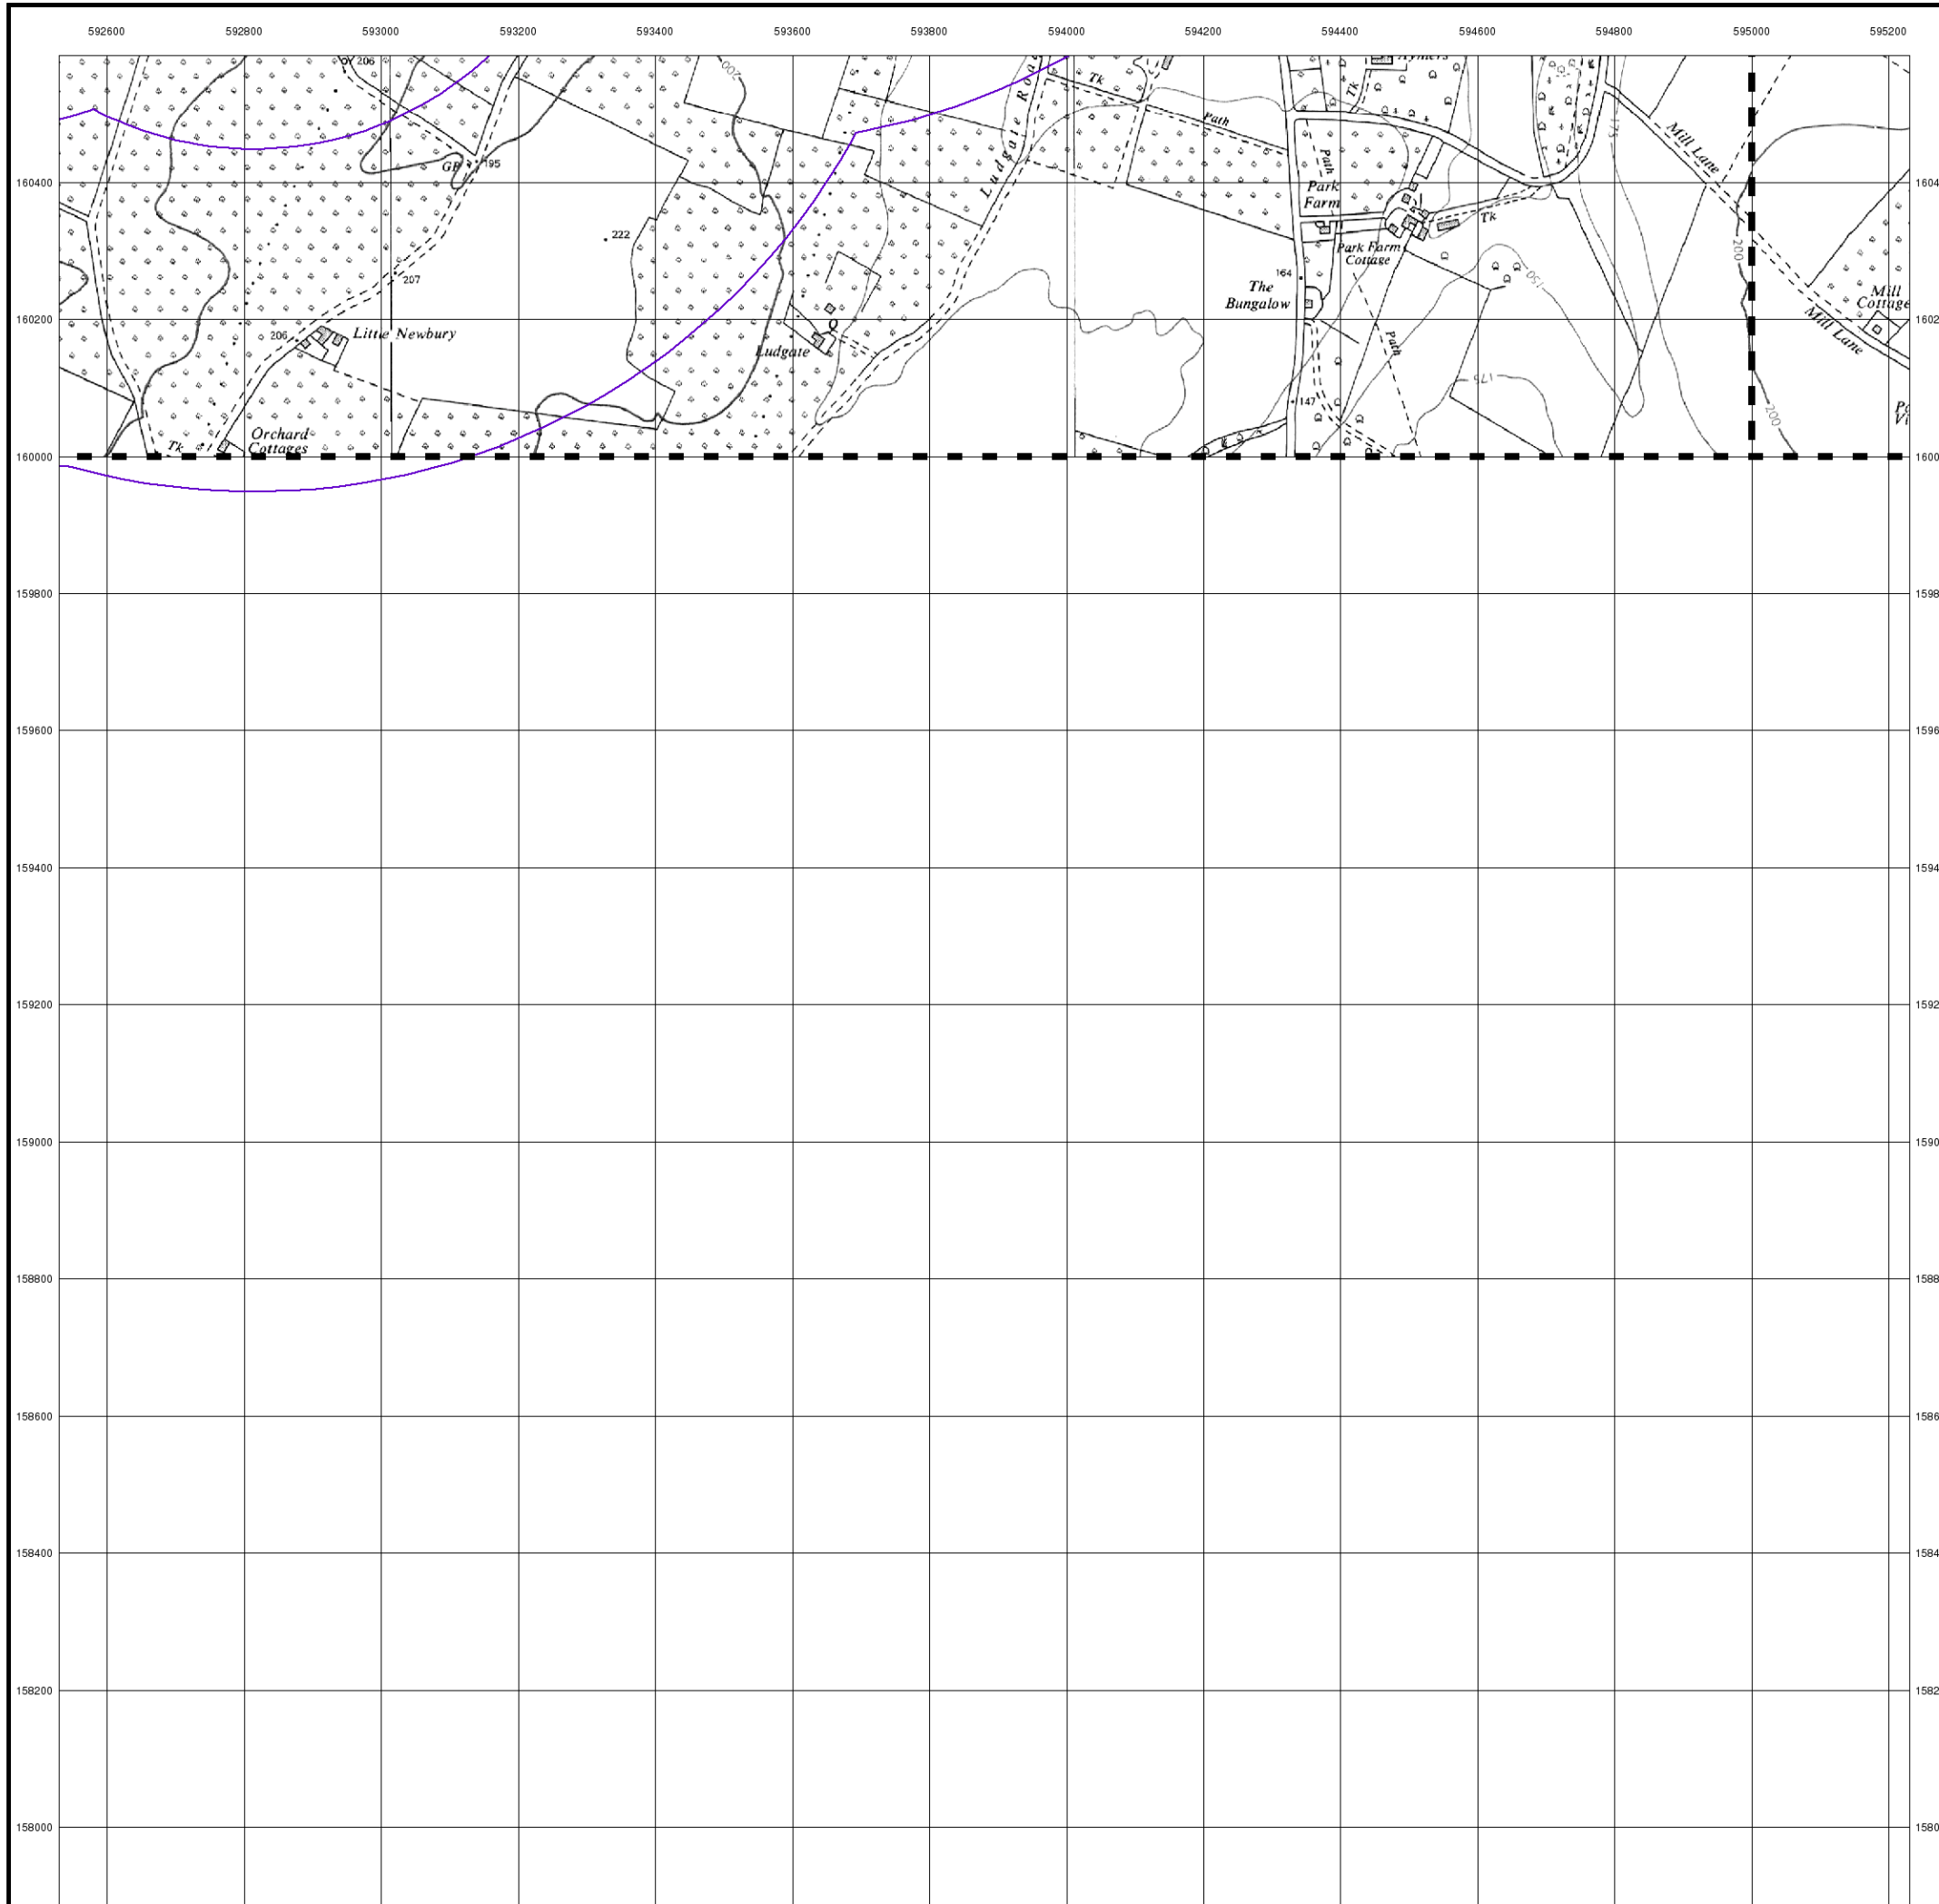 592600 592800 593000 593200 593400 593600 593800 594000 594200 594400 594600 594800 595000 595200
206
200
Ludgate Road
Tk
Path
Tk
175
Mill Lane
GP
195
Path
160400
Park
Farm
Tk
222
Park Farm
Cottage
200
207
164
The
Bungalow
150
Mill
Cottage
160200
206
Little Newbury
Ludgate
Path
Mill Lane
175
147
200
Orchard
Cottages
Tk
160000
159800
159600
159400
159200
159000
158800
158600
158400
158200
158000